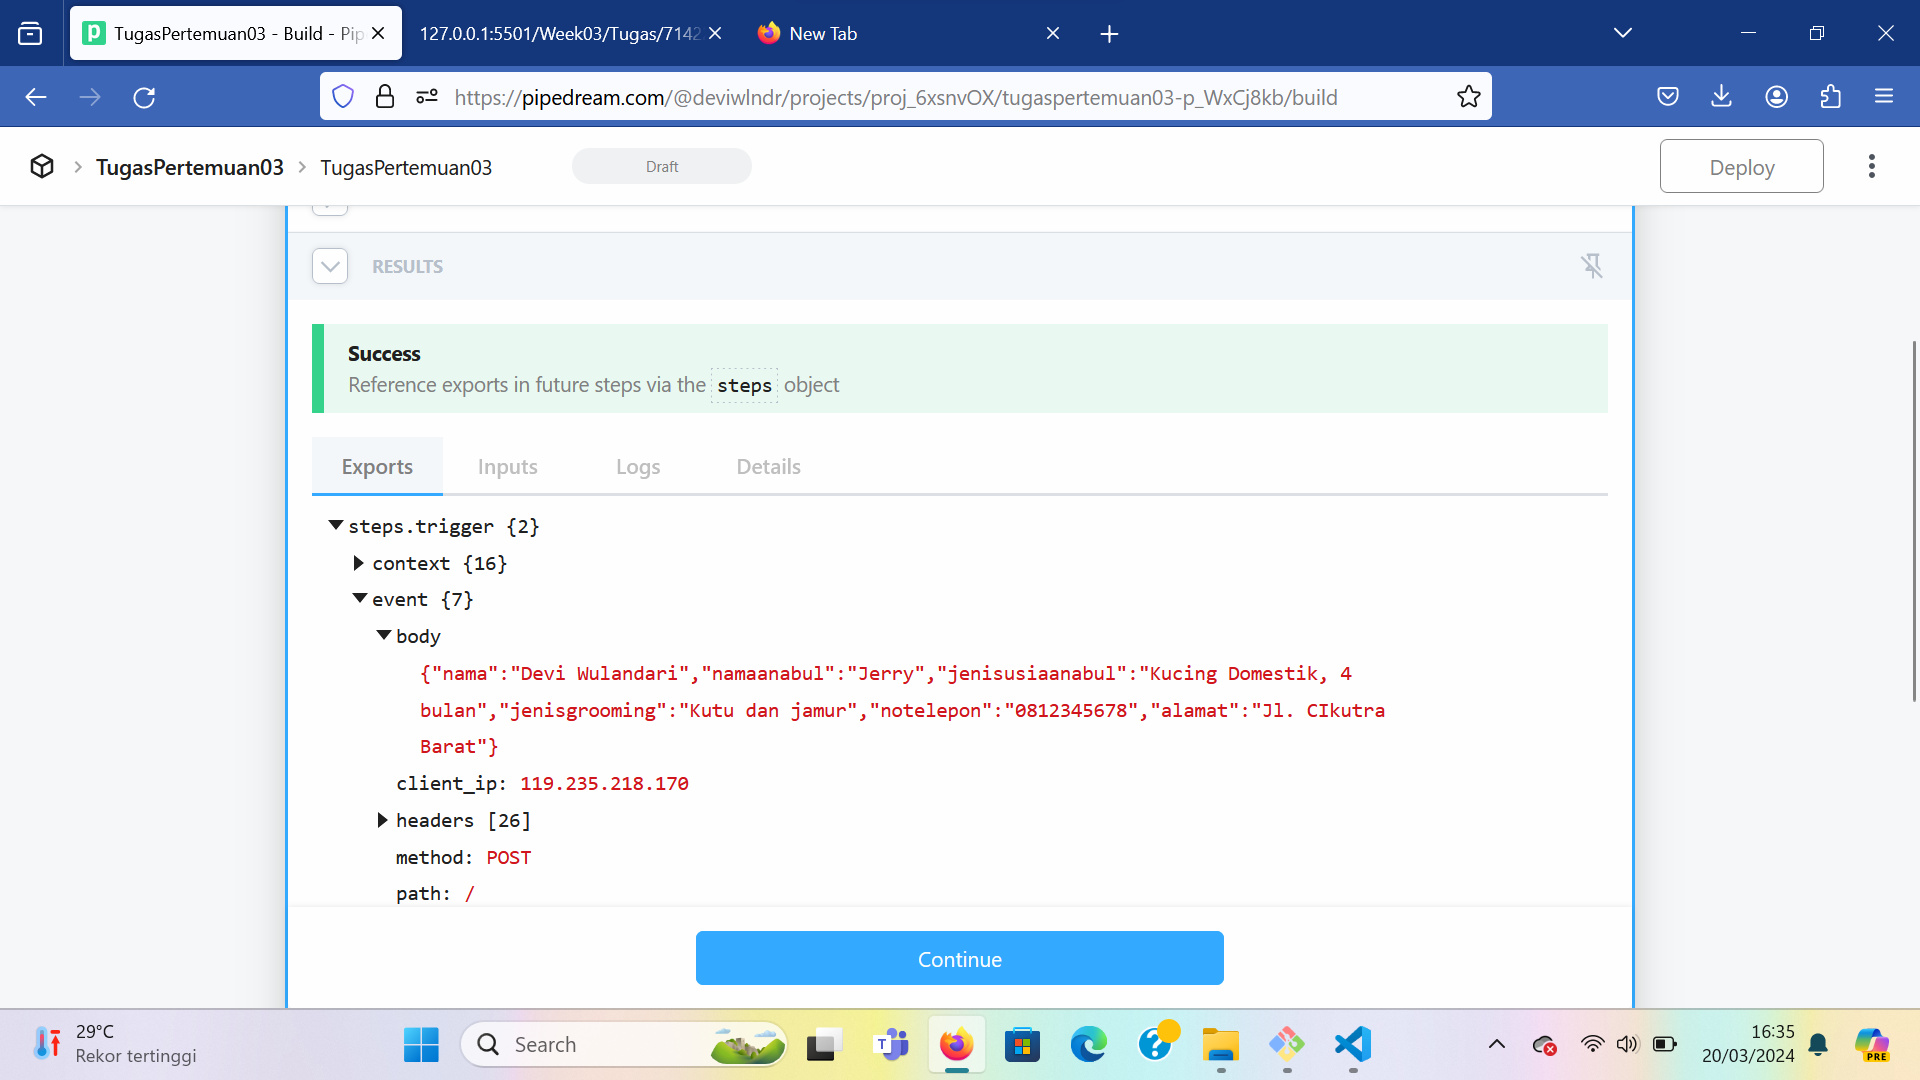 TugasPertemuan03 - Build - Pip
127.0.0.1:5501/Week03/Tugas/7142
New Tab
https://pipedream.com/@deviwlndr/projects/proj_6xsnvOX/tugaspertemuan03-p_WxCj8kb/build
TugasPertemuan03 > TugasPertemuan03
Draft
Deploy
RESULTS
Success
Reference exports in future steps via the steps object
Exports Inputs Logs Details
steps.trigger {2}
context {16}
event {7}
body
{"nama":"Devi Wulandari","namaanabul":"Jerry","jenisusiaanabul":"Kucing Domestik, 4
bulan","jenisgrooming":"Kutu dan jamur","notelepon":"0812345678","alamat":"Jl. CIkutra
Barat"}
client_ip: 119.235.218.170
headers [26]
method: POST
path: /
Continue
29°C
Rekor tertinggi
Search
16:35
20/03/2024
PRE